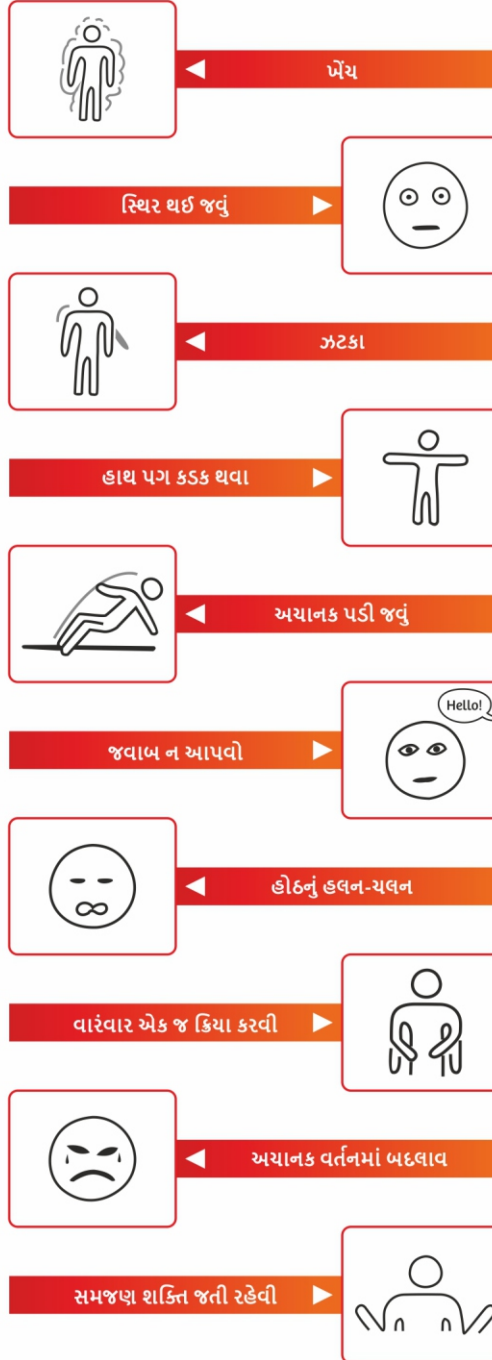 ખેંચ
સ્થિર થઈ જવું
ઝટકા
હાથ પગ કડક થવા
અચાનક પડી જવું
Hello!
જવાબ ન આપવો
હોઠનું હલન-ચલન
વારંવાર એક જ ક્રિયા કરવી
અચાનક વર્તનમાં બદલાવ
સમજણ શક્તિ જતી રહેવી